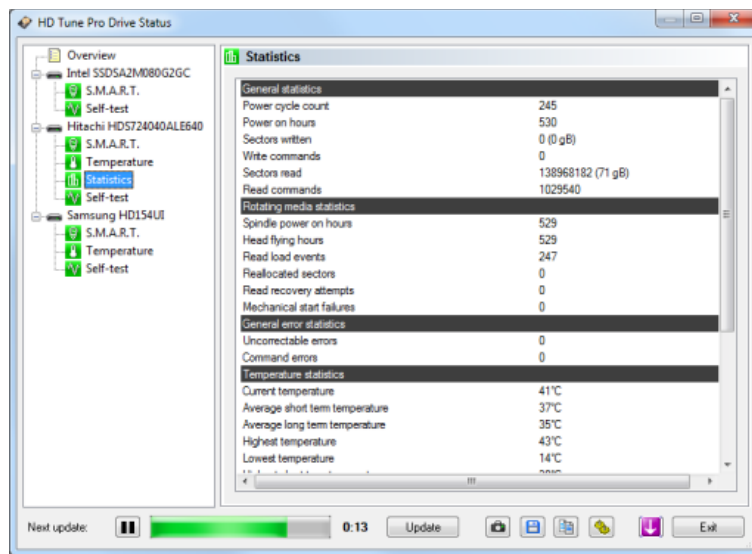 HD Tune Pro Drive Status
Overview
Intel SSDSA2M080G2GC
S.M.A.R.T.
Self-test
Hitachi HDS724040ALE640
S.M.A.R.T.
Temperature
Statistics
Self-test
Samsung HD154UI
S.M.A.R.T.
Temperature
Self-test
Statistics
General statistics
Power cycle count 245
Power on hours 530
Sectors written 0 (0 gB)
Write commands 0
Sectors read 138968182 (71 gB)
Read commands 1029540
Rotating media statistics
Spindle power on hours 529
Head flying hours 529
Read load events 247
Reallocated sectors 0
Read recovery attempts 0
Mechanical start failures 0
General error statistics
Uncorrectable errors 0
Command errors 0
Temperature statistics
Current temperature 41°C
Average short term temperature 37°C
Average long term temperature 35°C
Highest temperature 43°C
Lowest temperature 14°C
Next update: 0:13 Update Exit